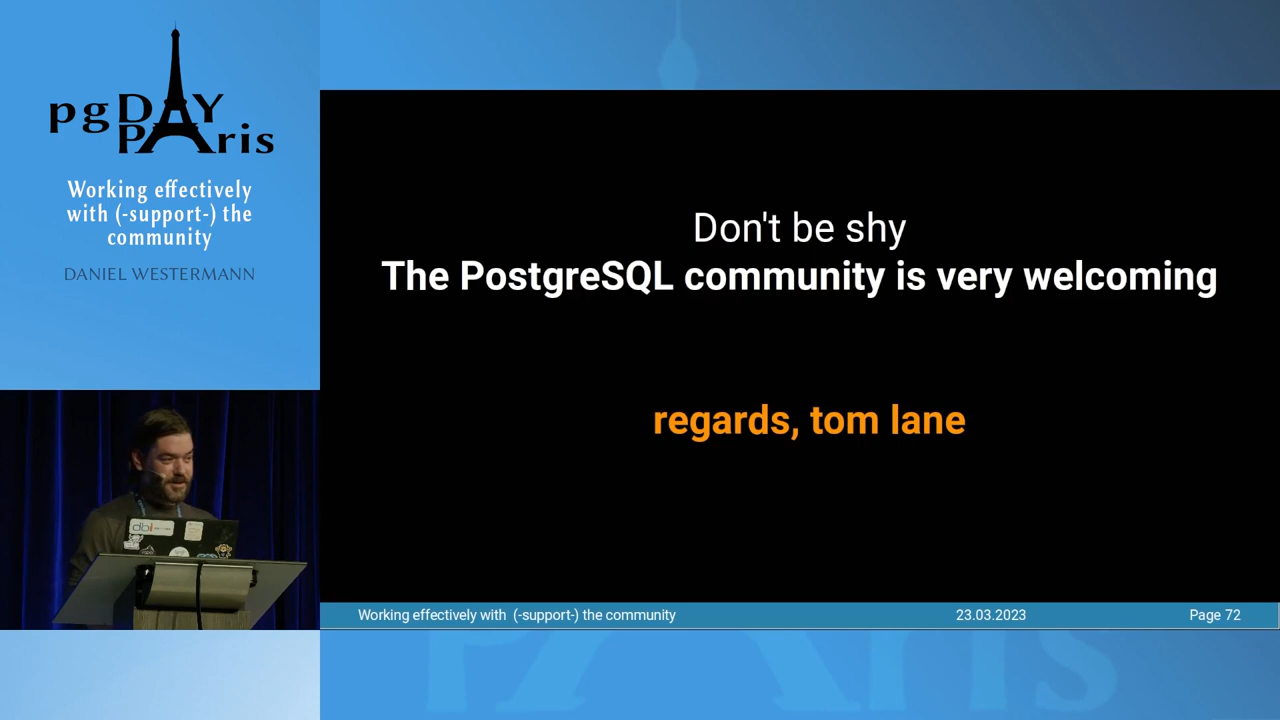 pgDAY
PAris
Working effectively
with (-support-) the
community
DANIEL WESTERMANN
Don't be shy
The PostgreSQL community is very welcoming
regards, tom lane
dbi
Working effectively with (-support-) the community
23.03.2023
Page 72